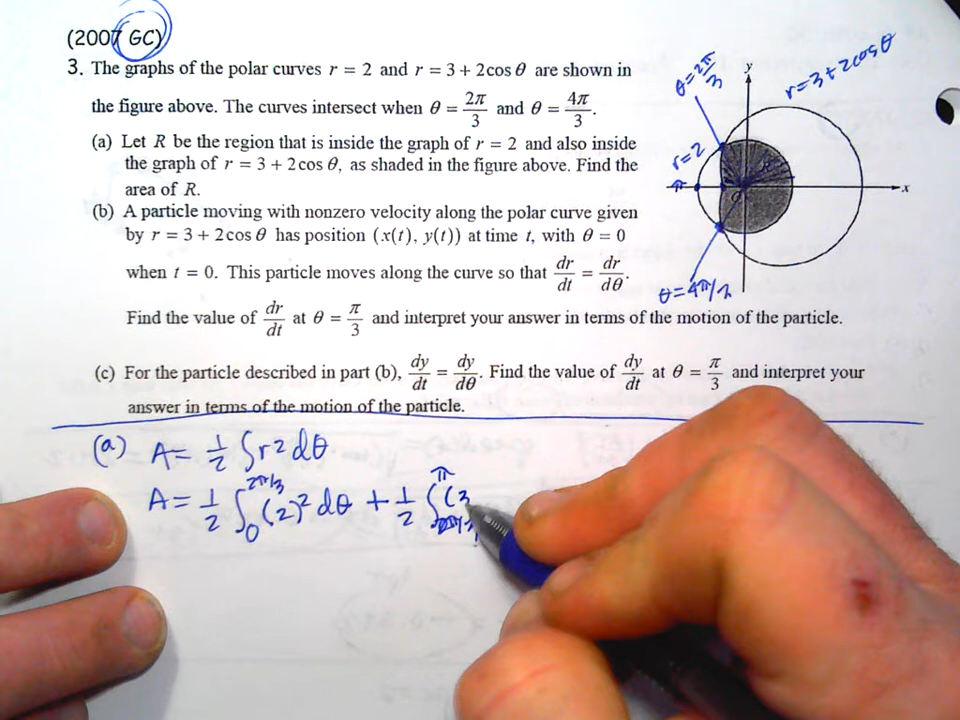 (2007 GC)
3. The graphs of the polar curves r = 2 and r = 3 + 2cos θ are shown in
the figure above. The curves intersect when θ = 2π/3 and θ = 4π/3.
(a) Let R be the region that is inside the graph of r = 2 and also inside
the graph of r = 3 + 2cos θ, as shaded in the figure above. Find the
area of R.
(b) A particle moving with nonzero velocity along the polar curve given
by r = 3 + 2cos θ has position (x(t), y(t)) at time t, with θ = 0
when t = 0. This particle moves along the curve so that dr/dt = dr/dθ.
Find the value of dr/dt at θ = π/3 and interpret your answer in terms of the motion of the particle.
(c) For the particle described in part (b), dy/dt = dy/dθ. Find the value of dy/dt at θ = π/3 and interpret your
answer in terms of the motion of the particle.
θ = 2π/3
y
r = 3 + 2cos θ
r = 2
R
π
O
x
θ = 4π/3
(a) A = 1/2 ∫ r² dθ
A = 1/2 ∫₀^{2π/3} (2)² dθ + 1/2 ∫_{2π/3}^{π} (3